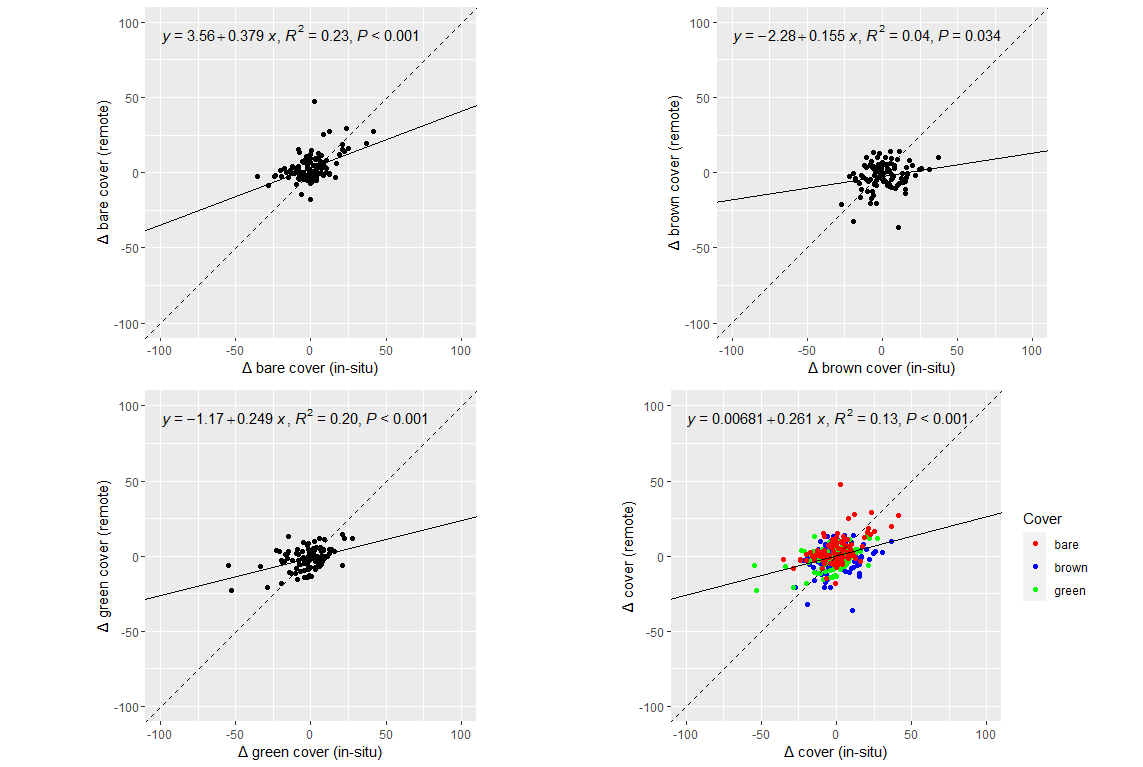 y = 3.56 + 0.379 x, R² = 0.23, P < 0.001
100
50
0
-50
-100
Δ bare cover (remote)
-100 -50 0 50 100
Δ bare cover (in-situ)
y = −2.28 + 0.155 x, R² = 0.04, P = 0.034
100
50
0
-50
-100
Δ brown cover (remote)
-100 -50 0 50 100
Δ brown cover (in-situ)
y = −1.17 + 0.249 x, R² = 0.20, P < 0.001
100
50
0
-50
-100
Δ green cover (remote)
-100 -50 0 50 100
Δ green cover (in-situ)
y = 0.00681 + 0.261 x, R² = 0.13, P < 0.001
100
50
0
-50
-100
Δ cover (remote)
-100 -50 0 50 100
Δ cover (in-situ)
Cover
bare
brown
green